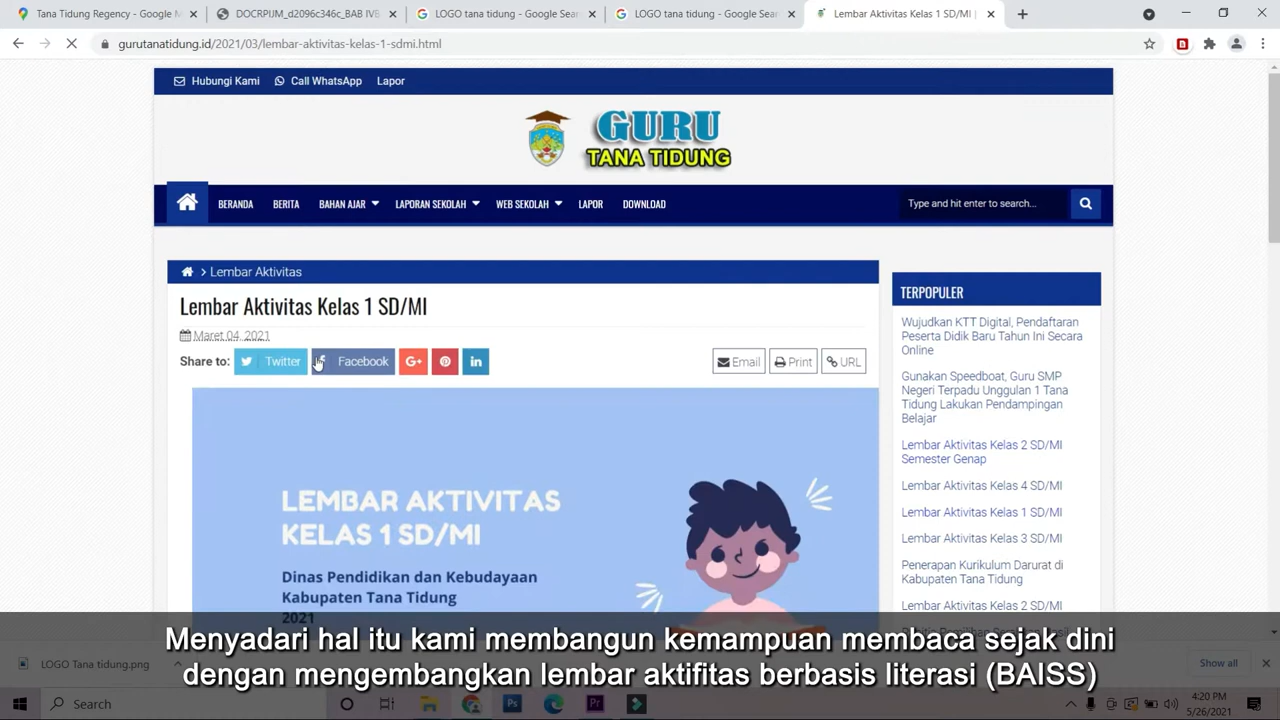 Tana Tidung Regency - Google M
DOCRPIJM_d2096c346c_BAB IVB
LOGO tana tidung - Google Sear
LOGO tana tidung - Google Sear
Lembar Aktivitas Kelas 1 SD/MI |
gurutanatidung.id/2021/03/lembar-aktivitas-kelas-1-sdmi.html
Hubungi Kami Call WhatsApp Lapor
GURU
TANA TIDUNG
BERANDA BERITA BAHAN AJAR LAPORAN SEKOLAH WEB SEKOLAH LAPOR DOWNLOAD
Type and hit enter to search...
Lembar Aktivitas
Lembar Aktivitas Kelas 1 SD/MI
Maret 04, 2021
Share to: Twitter Facebook G+ in Email Print URL
LEMBAR AKTIVITAS
KELAS 1 SD/MI
Dinas Pendidikan dan Kebudayaan
Kabupaten Tana Tidung
2021
TERPOPULER
Wujudkan KTT Digital, Pendaftaran
Peserta Didik Baru Tahun Ini Secara
Online
Gunakan Speedboat, Guru SMP
Negeri Terpadu Unggulan 1 Tana
Tidung Lakukan Pendampingan
Belajar
Lembar Aktivitas Kelas 2 SD/MI
Semester Genap
Lembar Aktivitas Kelas 4 SD/MI
Lembar Aktivitas Kelas 1 SD/MI
Lembar Aktivitas Kelas 3 SD/MI
Penerapan Kurikulum Darurat di
Kabupaten Tana Tidung
Lembar Aktivitas Kelas 2 SD/MI
Menyadari hal itu kami membangun kemampuan membaca sejak dini
dengan mengembangkan lembar aktifitas berbasis literasi (BAISS)
LOGO Tana tidung.png
Show all
Search
4:20 PM
5/26/2021